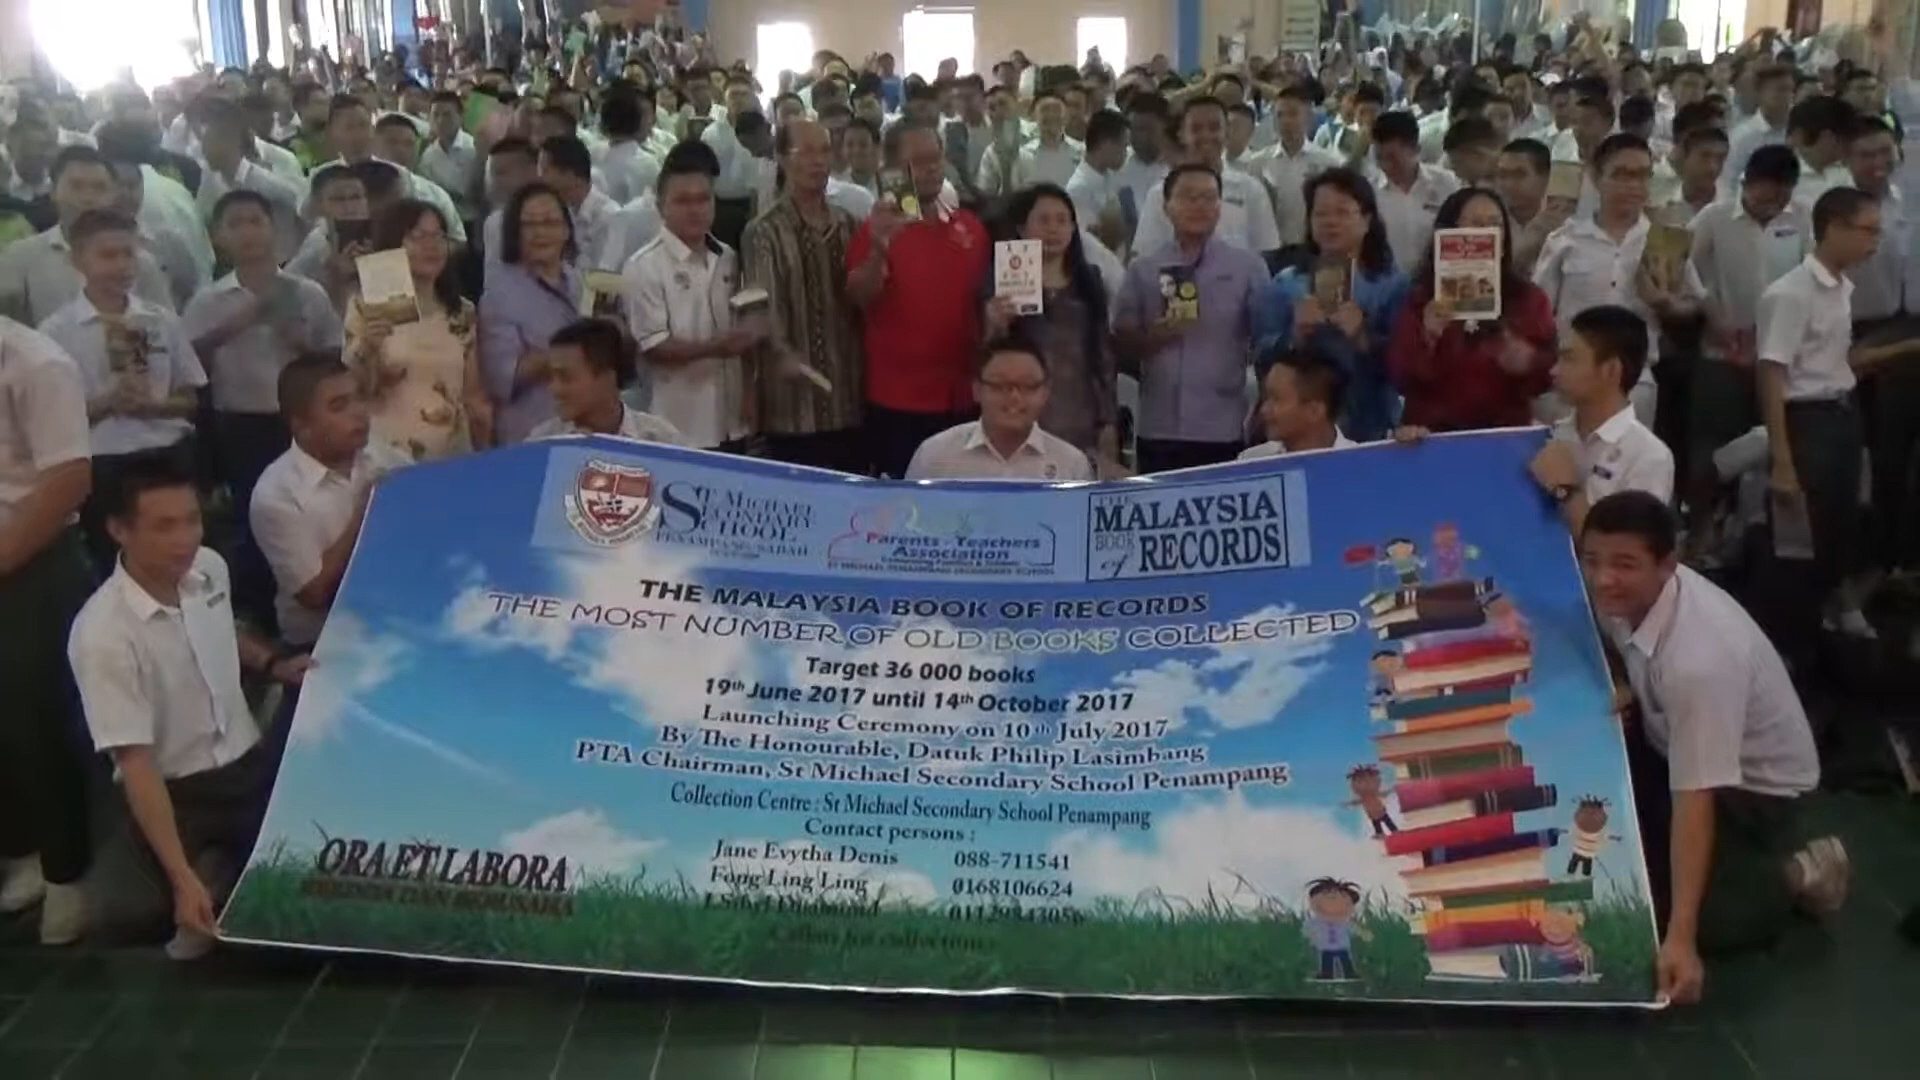 ST MICHAEL
SECONDARY
SCHOOL
PENAMPANG SABAH
Parents - Teachers
Association
THE
MALAYSIA
BOOK
of RECORDS
THE MALAYSIA BOOK OF RECORDS
THE MOST NUMBER OF OLD BOOKS COLLECTED
Target 36 000 books
19th June 2017 until 14th October 2017
Launching Ceremony on 10th July 2017
By The Honourable, Datuk Philip Lasimbang
PTA Chairman, St Michael Secondary School Penampang
Collection Centre : St Michael Secondary School Penampang
Contact persons :
Jane Evytha Denis 088-711541
Fong Ling Ling 0168106624
ORA ET LABORA